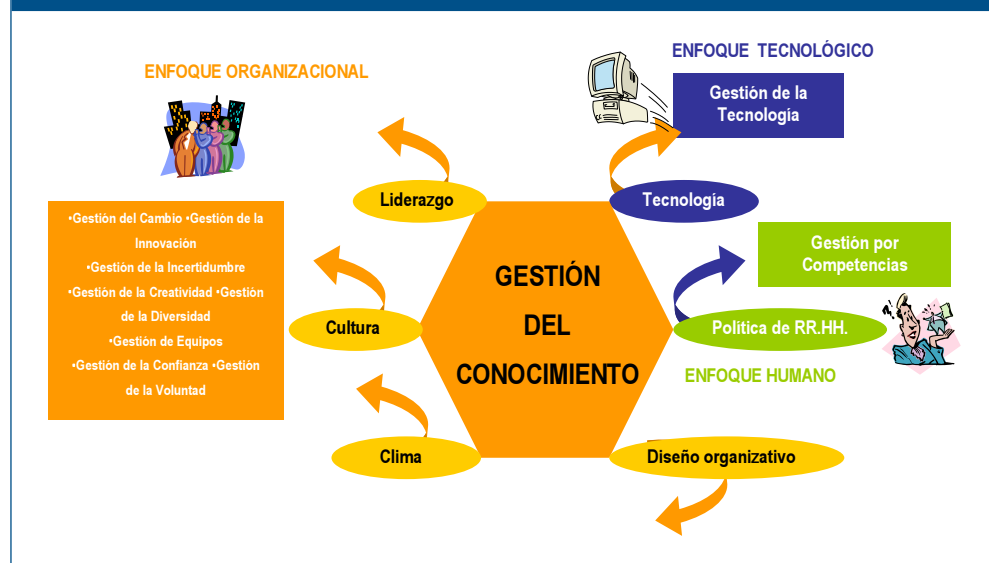 ENFOQUE ORGANIZACIONAL
•Gestión del Cambio •Gestión de la
Innovación
•Gestión de la Incertidumbre
•Gestión de la Creatividad •Gestión
de la Diversidad
•Gestión de Equipos
•Gestión de la Confianza •Gestión
de la Voluntad
Liderazgo
Cultura
Clima
GESTIÓN
DEL
CONOCIMIENTO
ENFOQUE TECNOLÓGICO
Gestión de la
Tecnología
Tecnología
Gestión por
Competencias
Política de RR.HH.
ENFOQUE HUMANO
Diseño organizativo